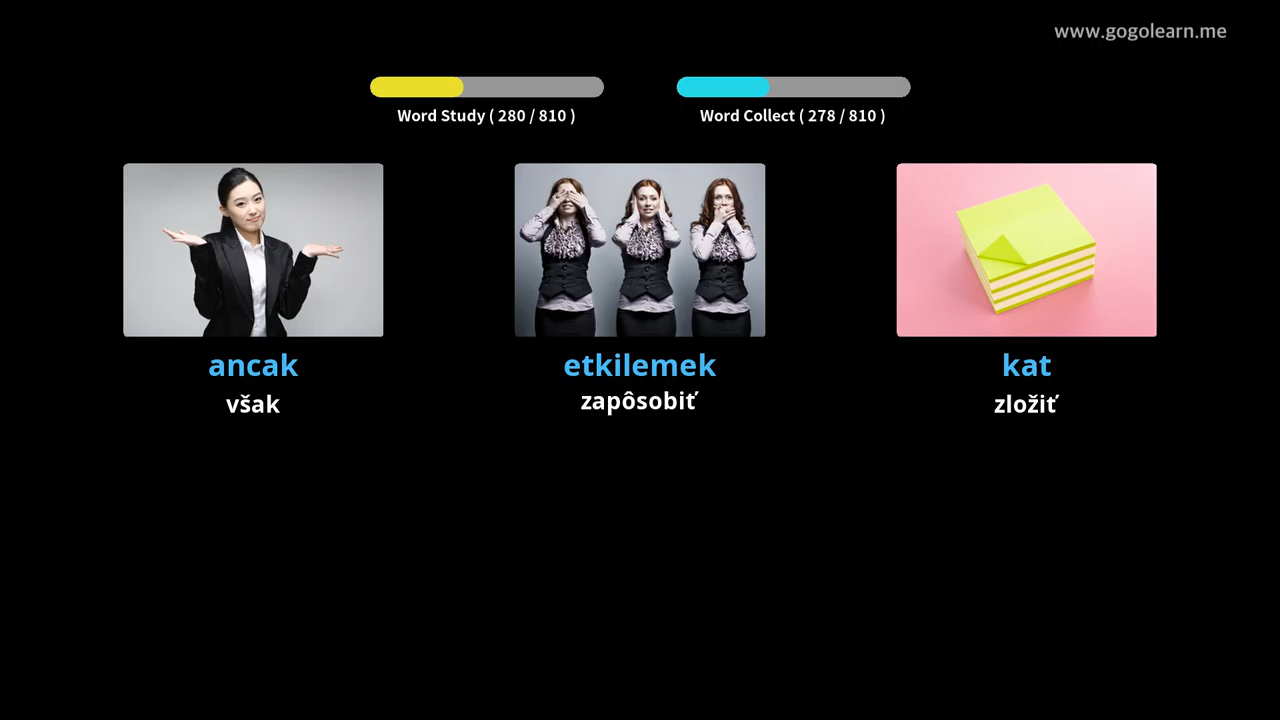 www.gogolearn.me
Word Study ( 280 / 810 )
Word Collect ( 278 / 810 )
ancak
však
etkilemek
zapôsobiť
kat
zložiť